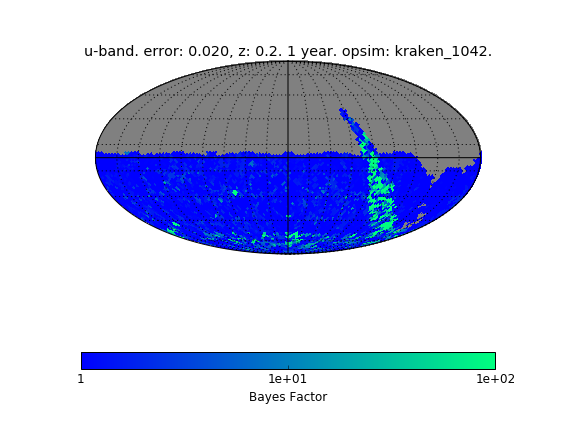 u-band. error: 0.020, z: 0.2. 1 year. opsim: kraken_1042.
1 1e+01 1e+02
Bayes Factor